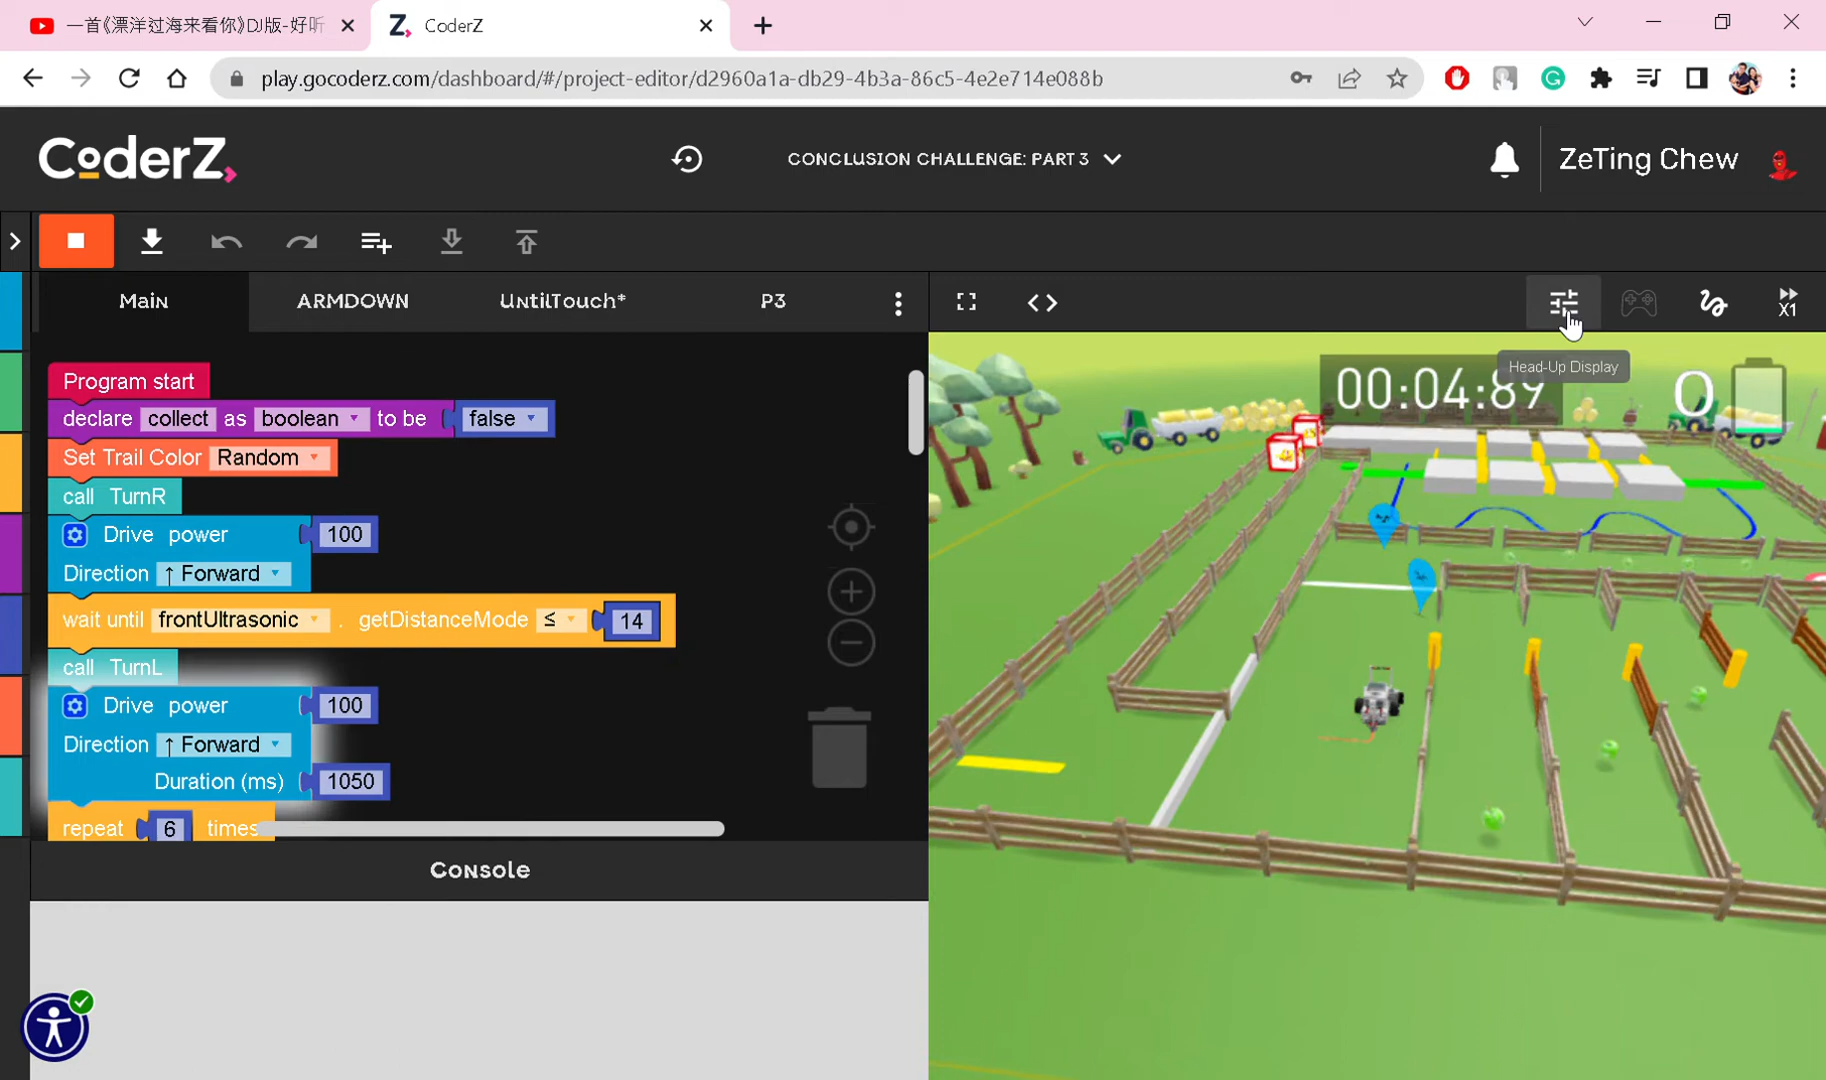 一首《漂洋过海来看你》DJ版-好听
CoderZ
play.gocoderz.com/dashboard/#/project-editor/d2960a1a-db29-4b3a-86c5-4e2e714e088b
CoderZ
CONCLUSION CHALLENGE: PART 3
ZeTing Chew
Main
ARMDOWN
UntilTouch*
P3
X1
Head-Up Display
00:04:89
0
Program start
declare collect as boolean to be false
Set Trail Color Random
call TurnR
Drive power 100
Direction ↑ Forward
wait until frontUltrasonic . getDistanceMode ≤ 14
call TurnL
Drive power 100
Direction ↑ Forward
Duration (ms) 1050
repeat 6 times
Console